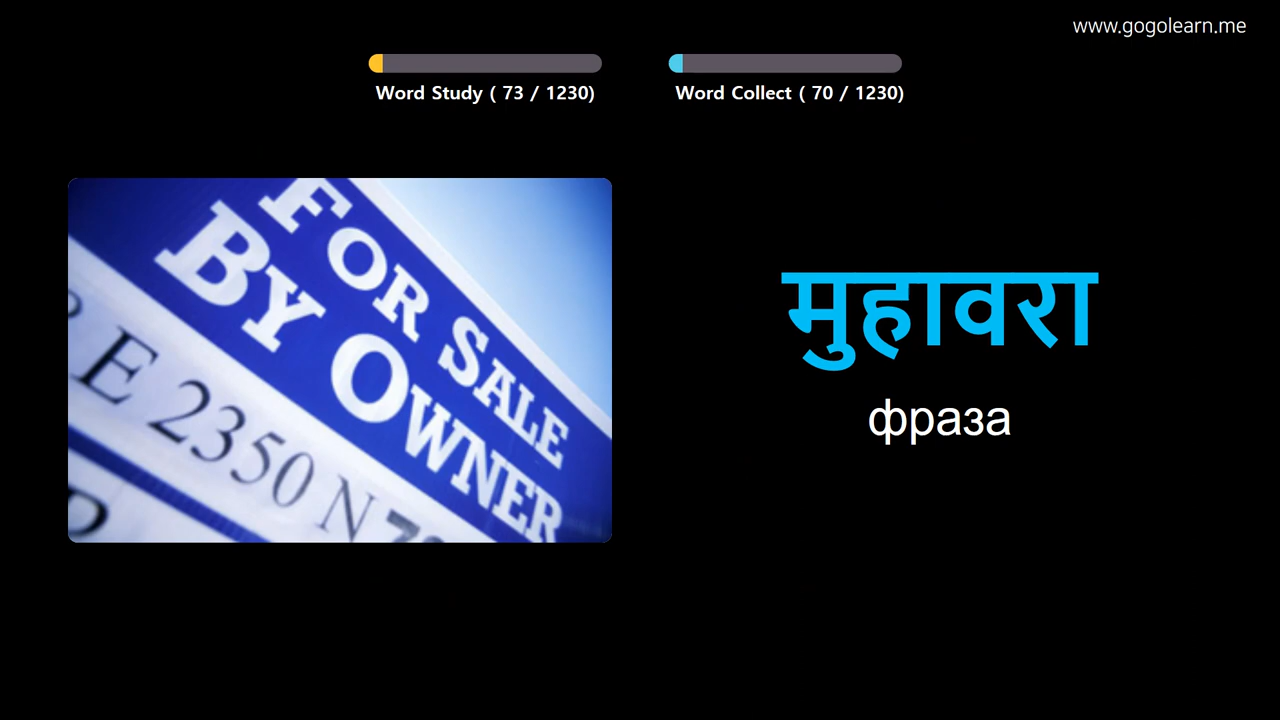 www.gogolearn.me
Word Study ( 73 / 1230)
Word Collect ( 70 / 1230)
FOR SALE
BY OWNER
E 2350 N
मुहावरा
фраза